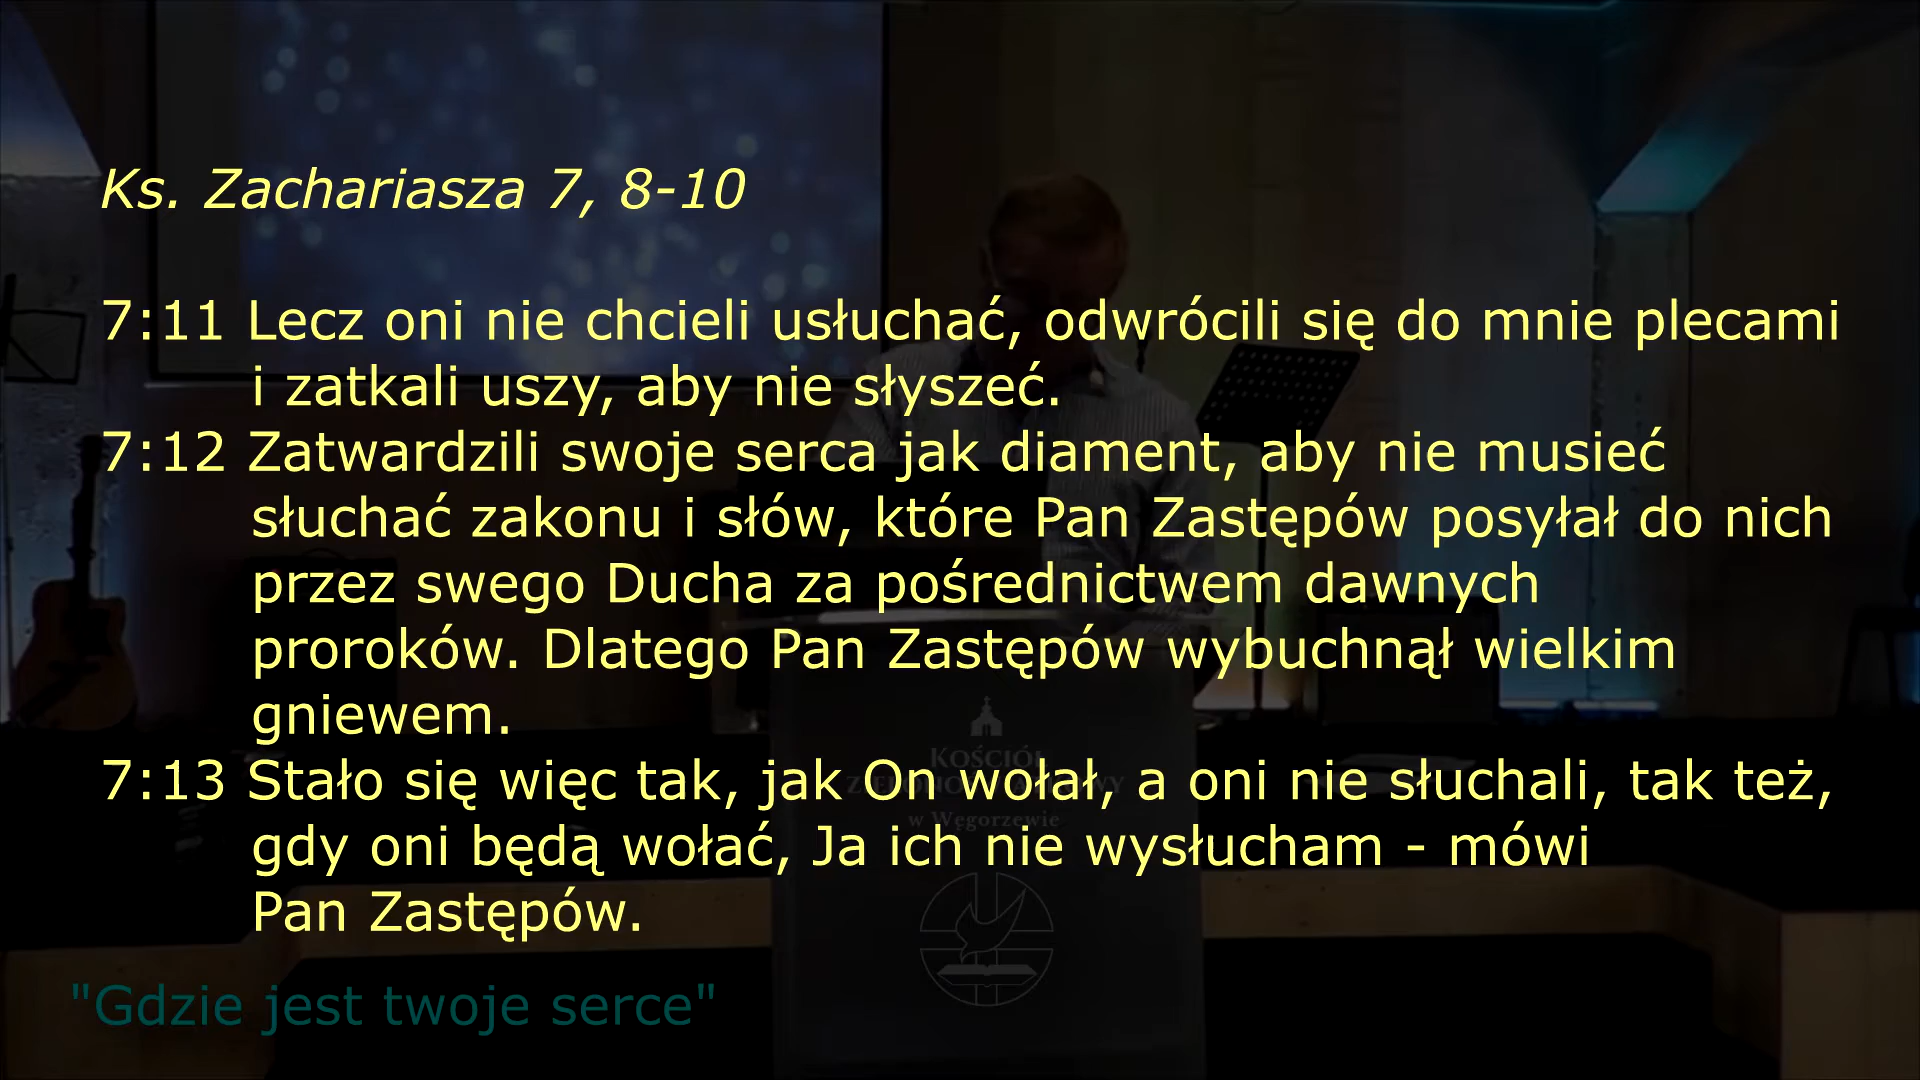 Ks. Zachariasza 7, 8-10
7:11 Lecz oni nie chcieli usłuchać, odwrócili się do mnie plecami
i zatkali uszy, aby nie słyszeć.
7:12 Zatwardzili swoje serca jak diament, aby nie musieć
słuchać zakonu i słów, które Pan Zastępów posyłał do nich
przez swego Ducha za pośrednictwem dawnych
proroków. Dlatego Pan Zastępów wybuchnął wielkim
gniewem.
KOŚCIÓŁ
7:13 Stało się więc tak, jak On wołał, a oni nie słuchali, tak też,
w Węgorzewie
gdy oni będą wołać, Ja ich nie wysłucham - mówi
Pan Zastępów.
"Gdzie jest twoje serce"